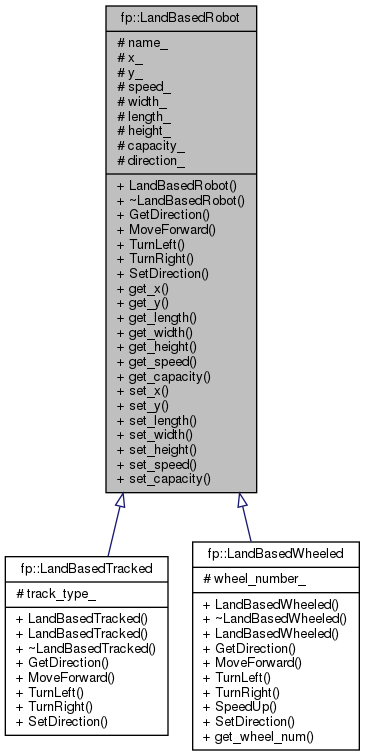 fp::LandBasedRobot
# name_
# x_
# y_
# speed_
# width_
# length_
# height_
# capacity_
# direction_
+ LandBasedRobot()
+ ~LandBasedRobot()
+ GetDirection()
+ MoveForward()
+ TurnLeft()
+ TurnRight()
+ SetDirection()
+ get_x()
+ get_y()
+ get_length()
+ get_width()
+ get_height()
+ get_speed()
+ get_capacity()
+ set_x()
+ set_y()
+ set_length()
+ set_width()
+ set_height()
+ set_speed()
+ set_capacity()
fp::LandBasedTracked
# track_type_
+ LandBasedTracked()
+ LandBasedTracked()
+ ~LandBasedTracked()
+ GetDirection()
+ MoveForward()
+ TurnLeft()
+ TurnRight()
+ SetDirection()
fp::LandBasedWheeled
# wheel_number_
+ LandBasedWheeled()
+ ~LandBasedWheeled()
+ LandBasedWheeled()
+ GetDirection()
+ MoveForward()
+ TurnLeft()
+ TurnRight()
+ SpeedUp()
+ SetDirection()
+ get_wheel_num()